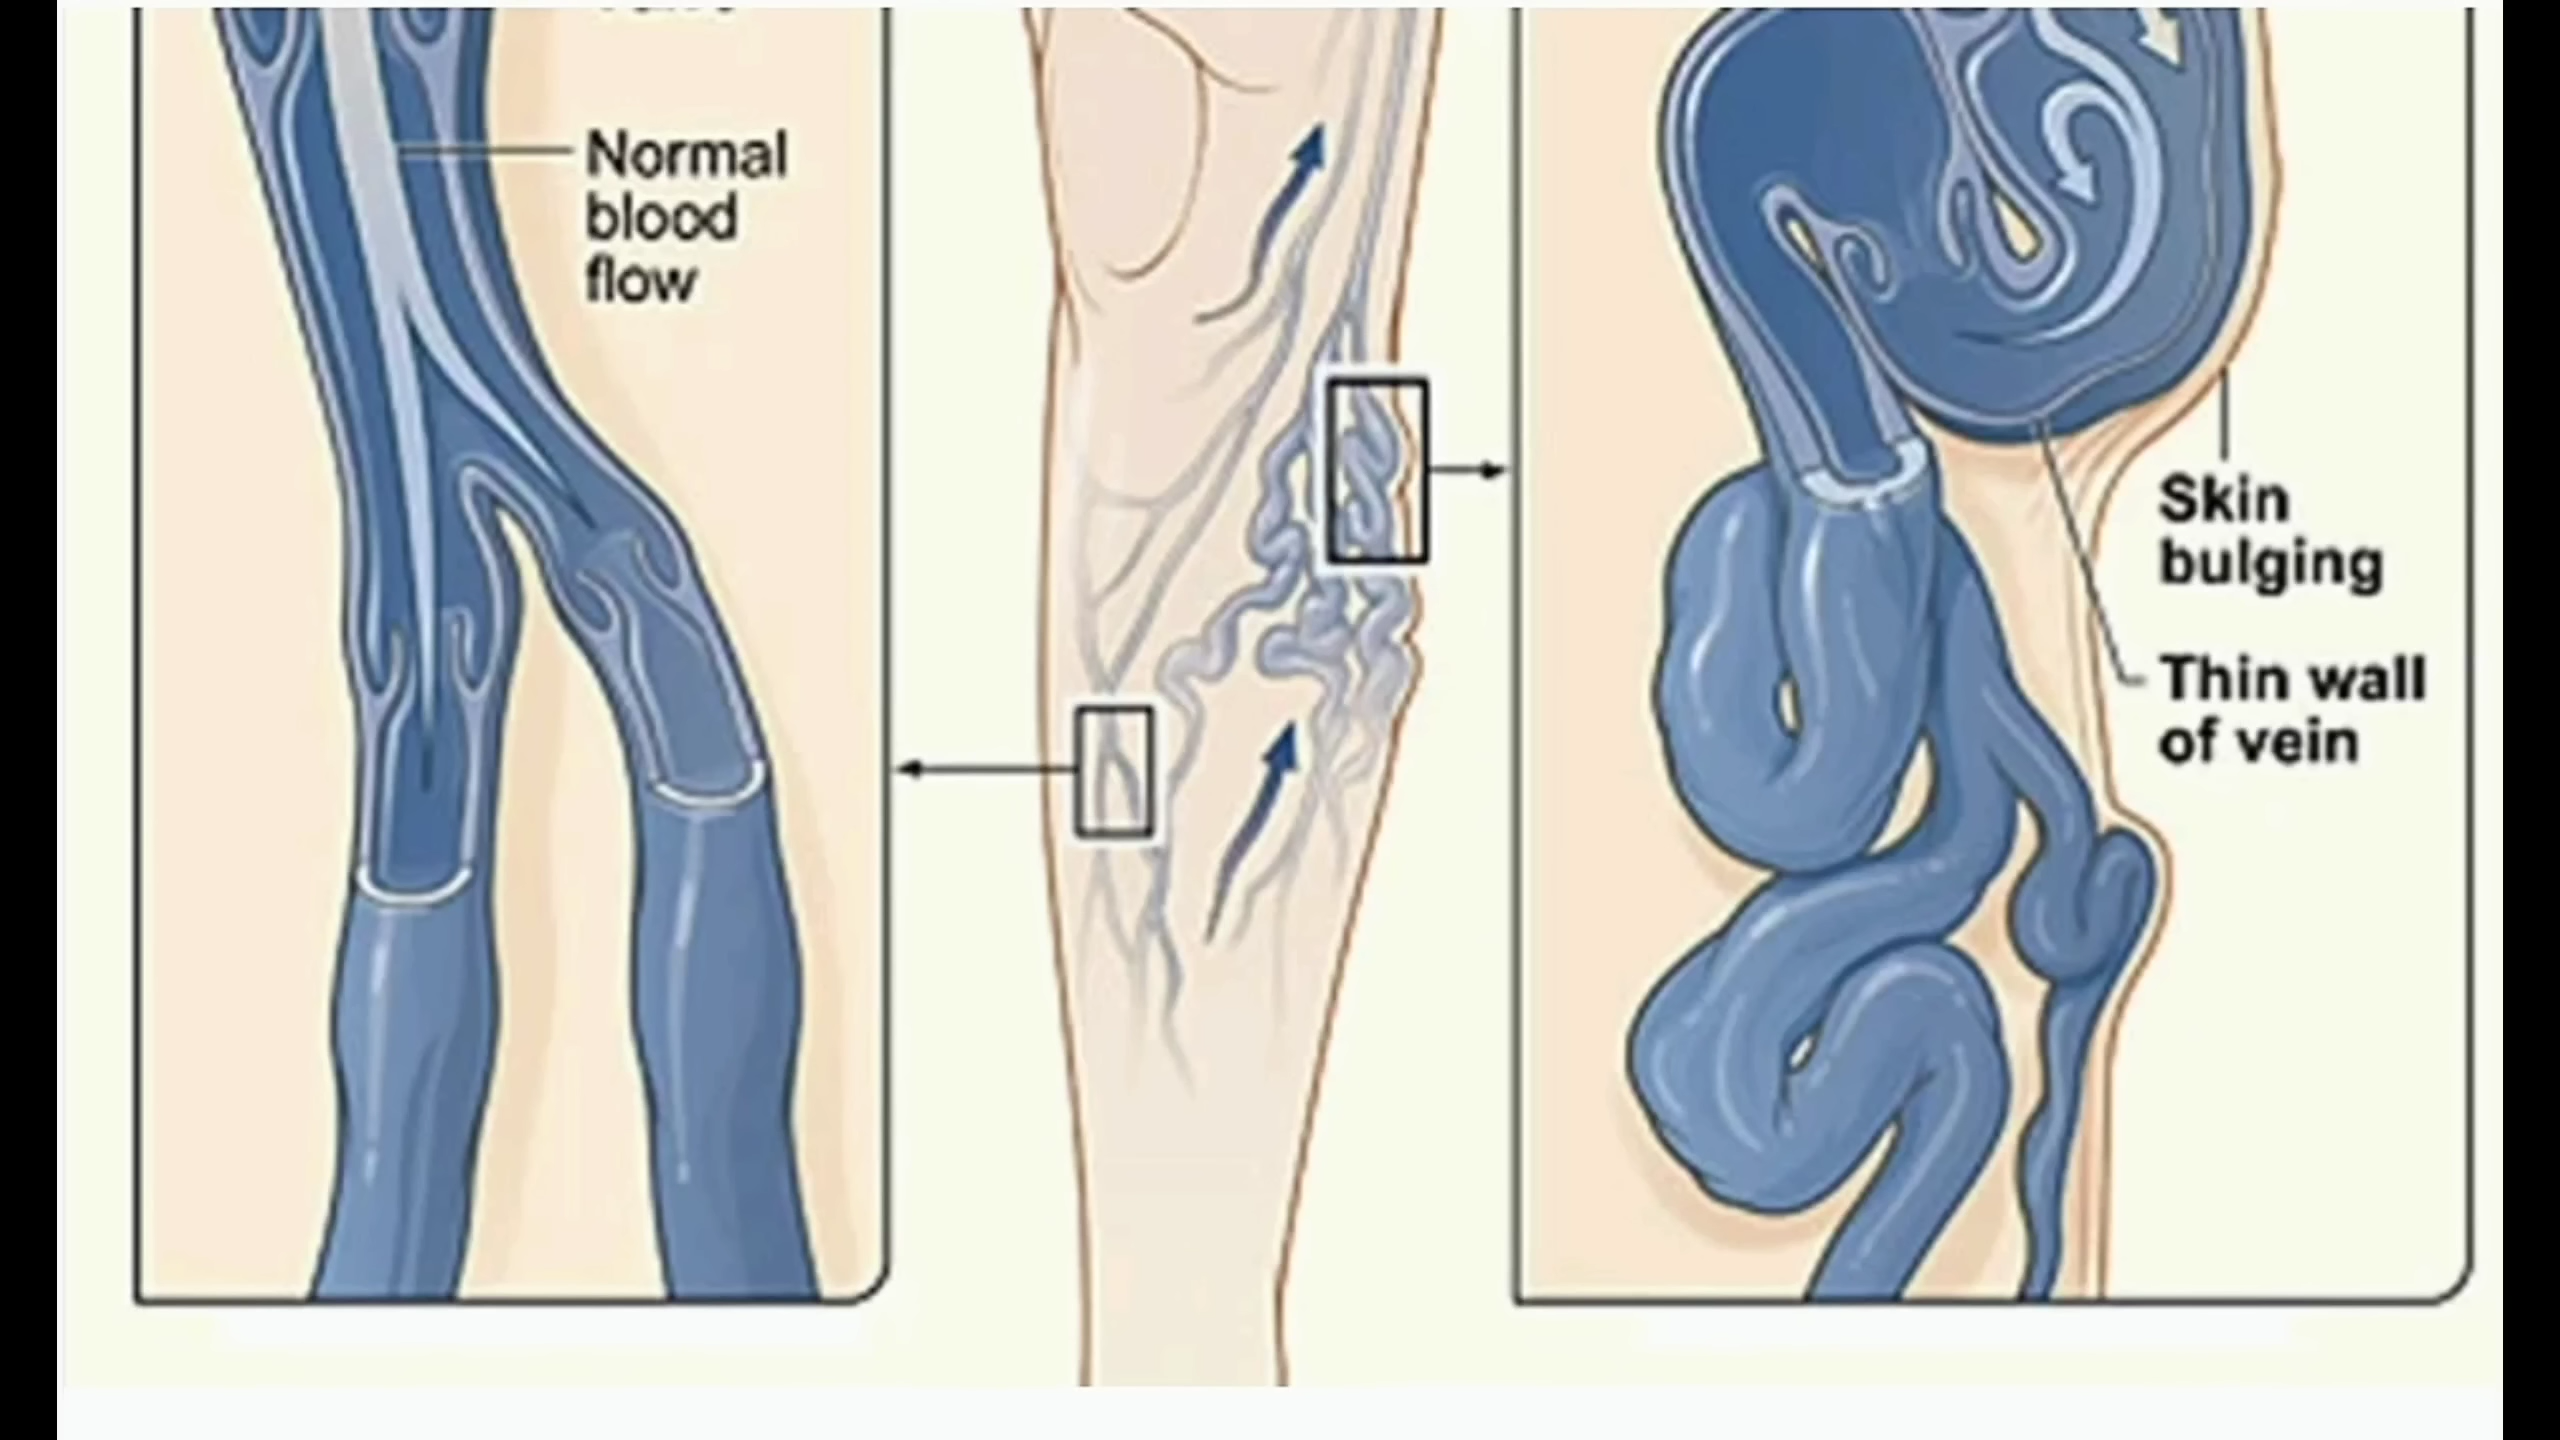 Normal
blood
flow
Skin
bulging
Thin wall
of vein